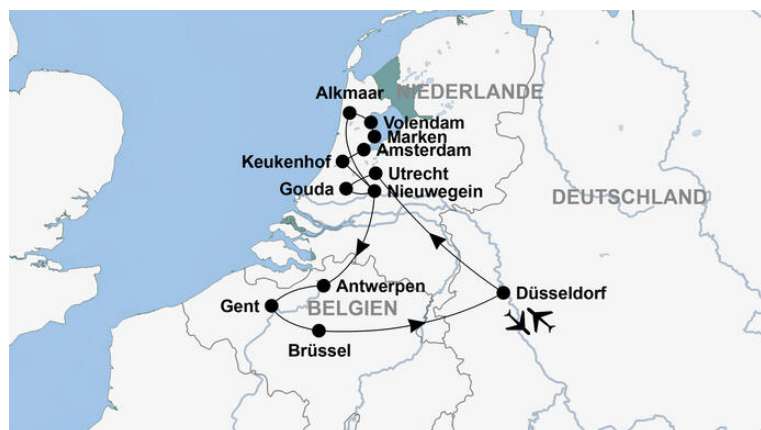 NIEDERLANDE
Alkmaar
Volendam
Marken
Amsterdam
Keukenhof
Utrecht
Gouda
Nieuwegein
DEUTSCHLAND
Antwerpen
Düsseldorf
Gent
BELGIEN
Brüssel